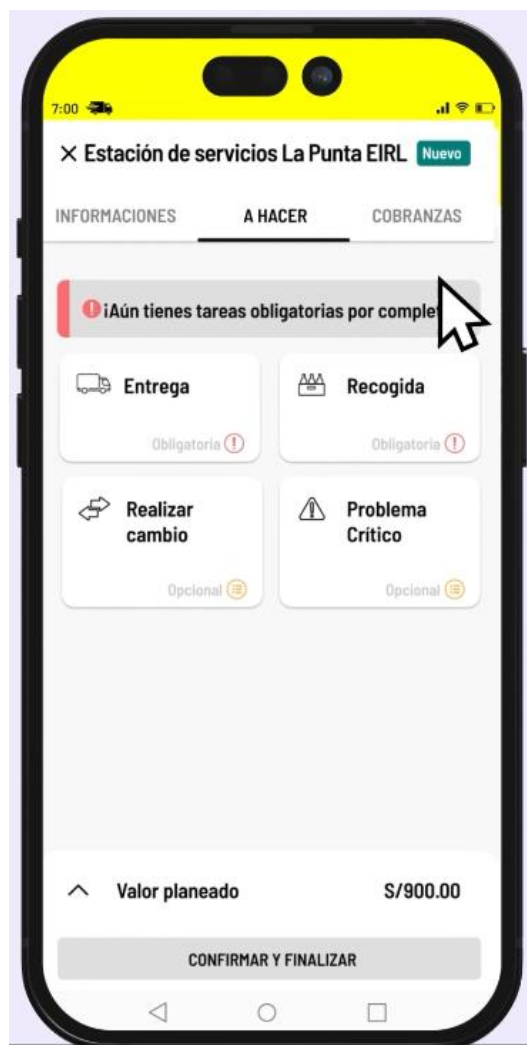 7:00
Estación de servicios La Punta EIRL Nuevo
INFORMACIONES A HACER COBRANZAS
¡Aún tienes tareas obligatorias por comple
Entrega
Obligatoria
Recogida
Obligatoria
Realizar
cambio
Opcional
Problema
Crítico
Opcional
Valor planeado S/900.00
CONFIRMAR Y FINALIZAR